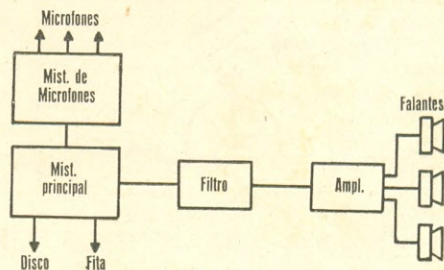 Microfones
Mist. de
Microfones
Falantes
Mist.
principal
Filtro
Ampl.
Disco
Fita